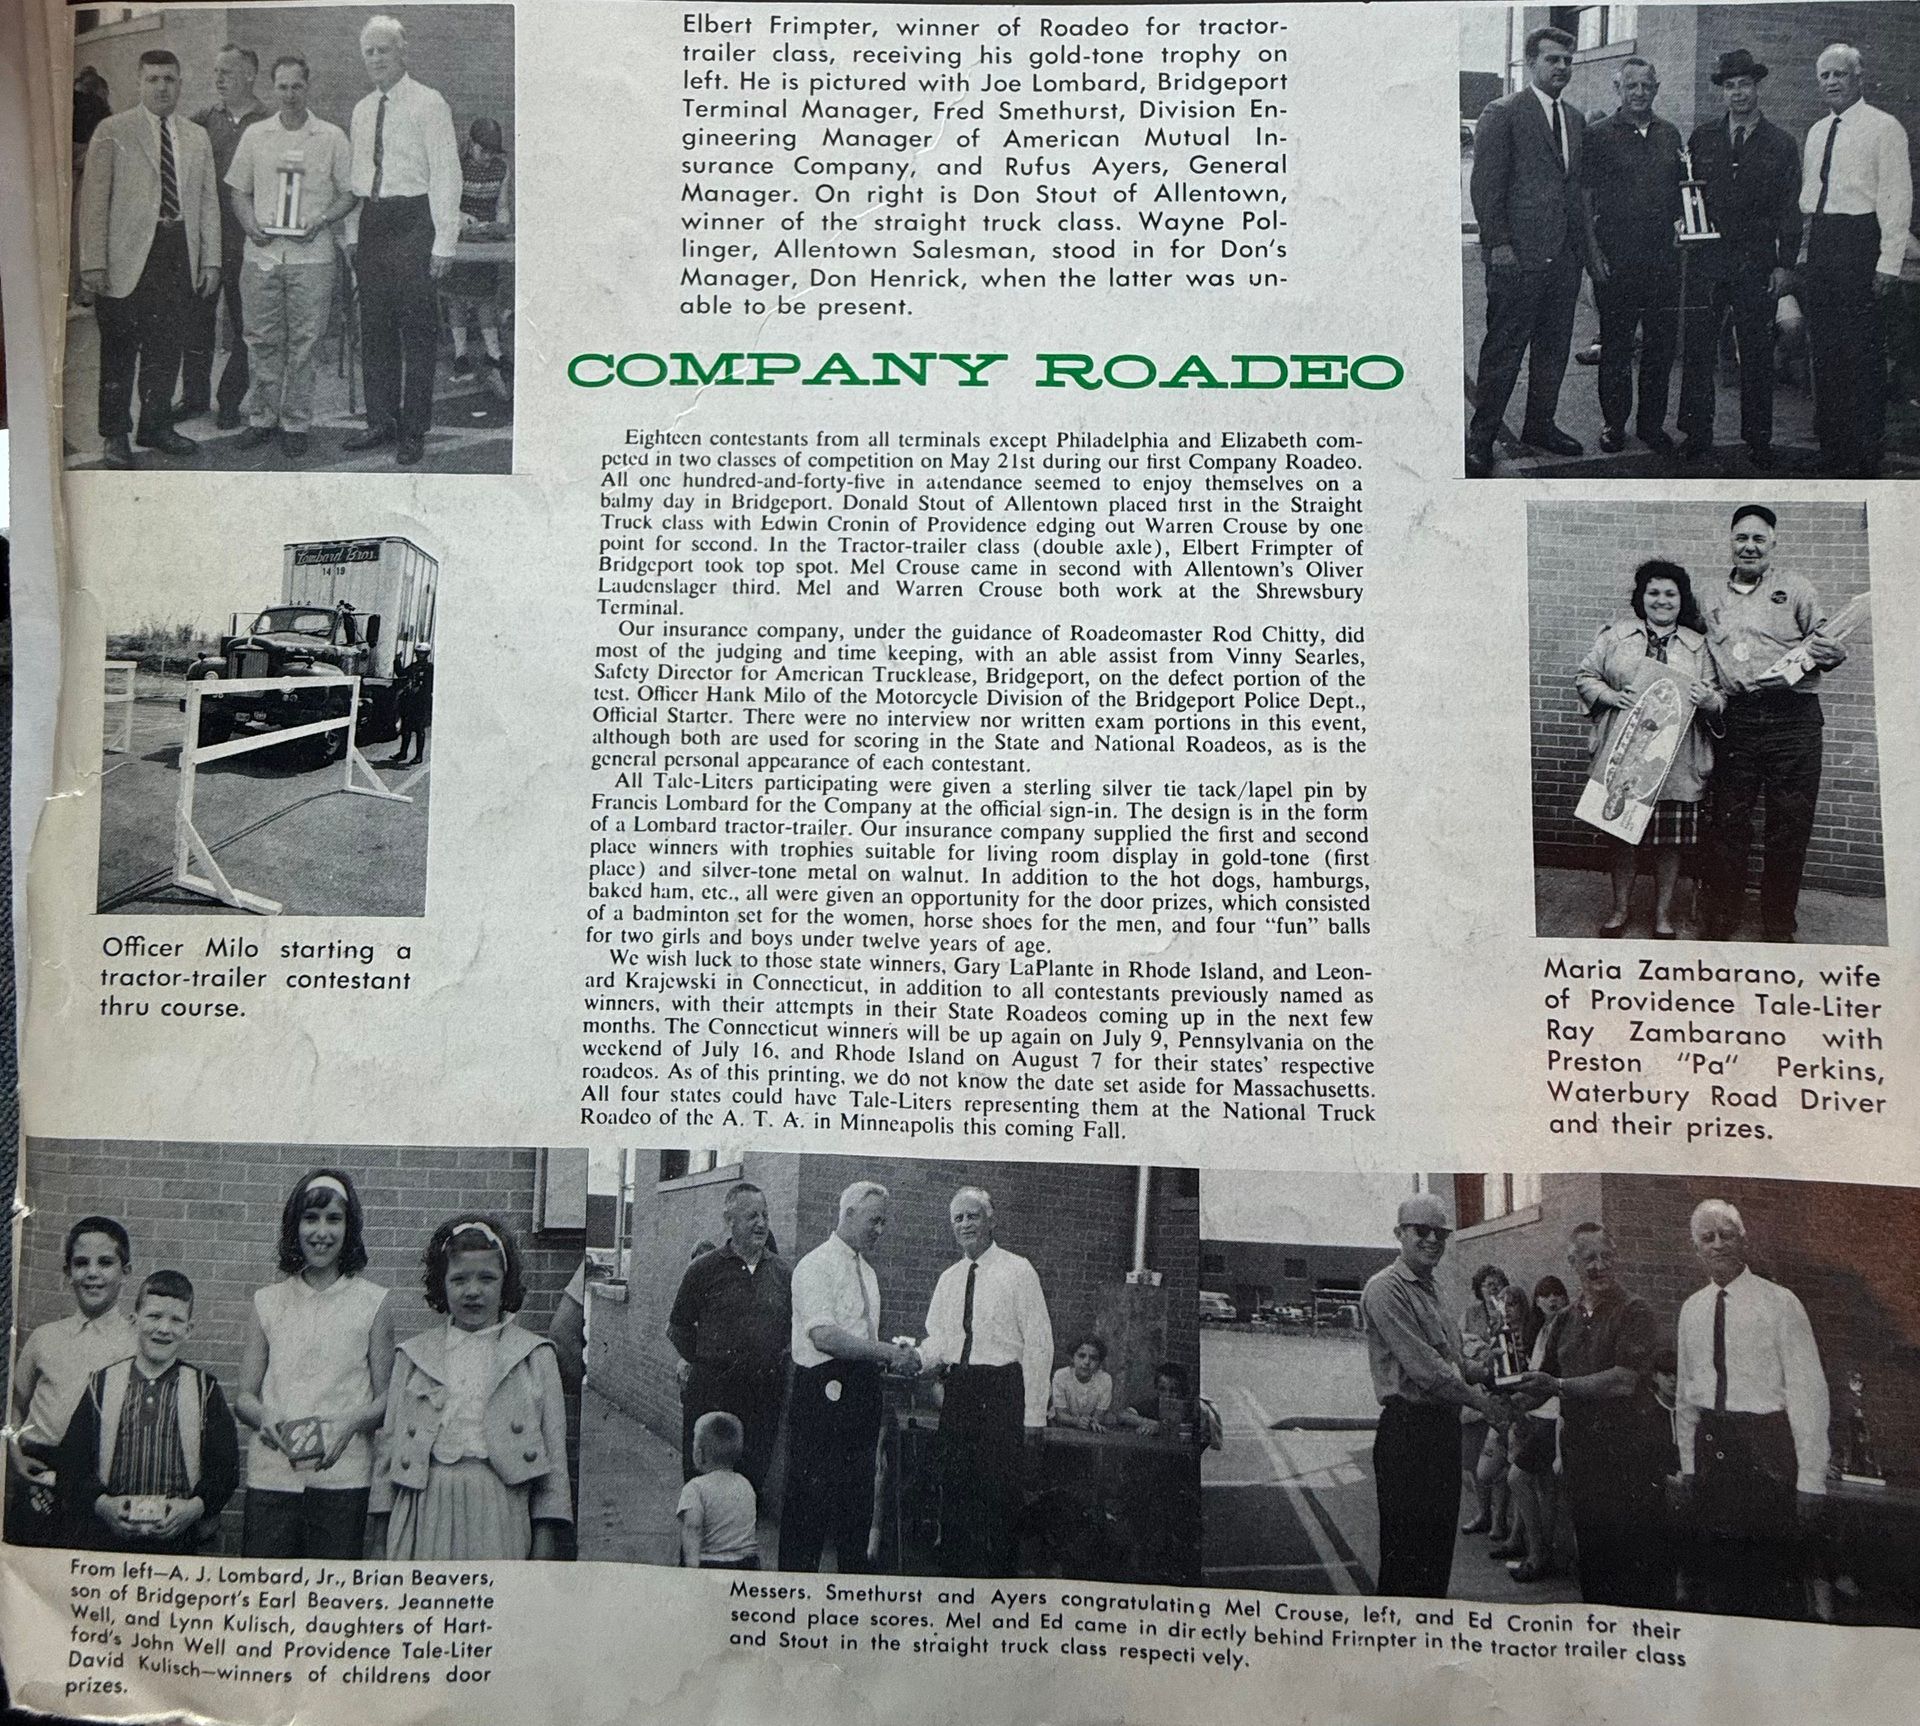 Elbert Frimpter, winner of Roadeo for tractor-
trailer class, receiving his gold-tone trophy on
left. He is pictured with Joe Lombard, Bridgeport
Terminal Manager, Fred Smethurst, Division En-
gineering Manager of American Mutual In-
surance Company, and Rufus Ayers, General
Manager. On right is Don Stout of Allentown,
winner of the straight truck class. Wayne Pol-
linger, Allentown Salesman, stood in for Don's
Manager, Don Henrick, when the latter was un-
able to be present.
COMPANY ROADEO
Eighteen contestants from all terminals except Philadelphia and Elizabeth com-
peted in two classes of competition on May 21st during our first Company Roadeo.
All one hundred-and-forty-five in attendance seemed to enjoy themselves on a
balmy day in Bridgeport. Donald Stout of Allentown placed first in the Straight
Truck class with Edwin Cronin of Providence edging out Warren Crouse by one
point for second. In the Tractor-trailer class (double axle), Elbert Frimpter of
Bridgeport took top spot. Mel Crouse came in second with Allentown's Oliver
Laudenslager third. Mel and Warren Crouse both work at the Shrewsbury
Terminal.
Our insurance company, under the guidance of Roadeomaster Rod Chitty, did
most of the judging and time keeping, with an able assist from Vinny Searles,
Safety Director for American Trucklease, Bridgeport, on the defect portion of the
test. Officer Hank Milo of the Motorcycle Division of the Bridgeport Police Dept.,
Official Starter. There were no interview nor written exam portions in this event,
although both are used for scoring in the State and National Roadeos, as is the
general personal appearance of each contestant.
All Tale-Liters participating were given a sterling silver tie tack/lapel pin by
Francis Lombard for the Company at the official sign-in. The design is in the form
of a Lombard tractor-trailer. Our insurance company supplied the first and second
place winners with trophies suitable for living room display in gold-tone (first
place) and silver-tone metal on walnut. In addition to the hot dogs, hamburgs,
baked ham, etc., all were given an opportunity for the door prizes, which consisted
of a badminton set for the women, horse shoes for the men, and four "fun" balls
for two girls and boys under twelve years of age.
We wish luck to those state winners, Gary LaPlante in Rhode Island, and Leon-
ard Krajewski in Connecticut, in addition to all contestants previously named as
winners, with their attempts in their State Roadeos coming up in the next few
months. The Connecticut winners will be up again on July 9, Pennsylvania on the
weekend of July 16, and Rhode Island on August 7 for their states' respective
roadeos. As of this printing, we do not know the date set aside for Massachusetts.
All four states could have Tale-Liters representing them at the National Truck
Roadeo of the A. T. A. in Minneapolis this coming Fall.
Lombard Bros.
14 19
Officer Milo starting a
tractor-trailer contestant
thru course.
Maria Zambarano, wife
of Providence Tale-Liter
Ray Zambarano with
Preston "Pa" Perkins,
Waterbury Road Driver
and their prizes.
From left—A. J. Lombard, Jr., Brian Beavers,
son of Bridgeport's Earl Beavers. Jeannette
Well, and Lynn Kulisch, daughters of Hart-
ford's John Well and Providence Tale-Liter
David Kulisch—winners of childrens door
prizes.
Messers. Smethurst and Ayers congratulating Mel Crouse, left, and Ed Cronin for their
second place scores. Mel and Ed came in directly behind Frimpter in the tractor trailer class
and Stout in the straight truck class respecti vely.